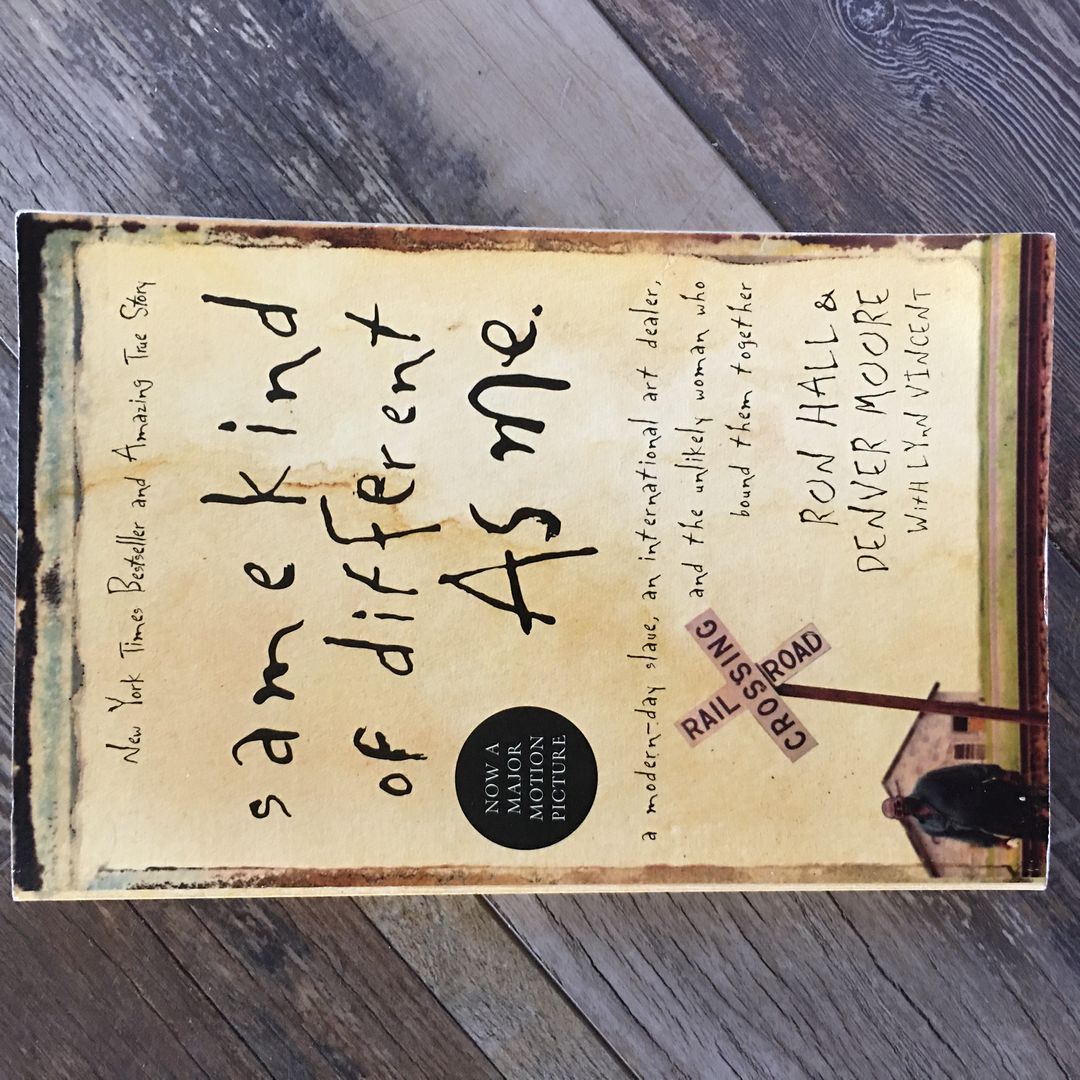 New York Times Bestseller and Amazing True Story
same kind
of different
As me.
NOW A
MAJOR
MOTION
PICTURE
a modern-day slave, an international art dealer,
and the unlikely woman who
bound them together
RAIL ROAD
CROSSING
RON HALL &
DENVER MOORE
WITH LYNN VINCENT